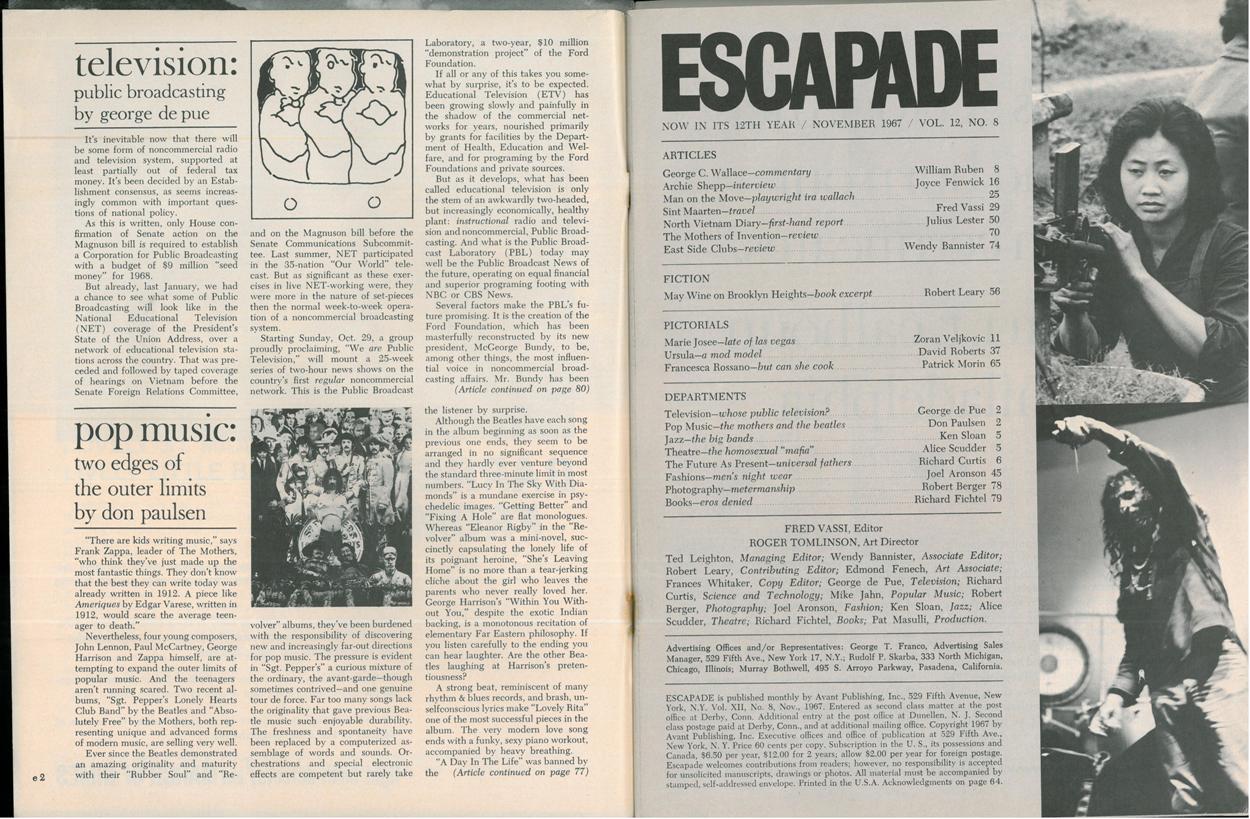 television:
public broadcasting
by george de pue
It's inevitable now that there will
be some form of noncommercial radio
and television system, supported at
least partially out of federal tax
money. It's been decided by an Estab-
lishment consensus, as seems increas-
ingly common with important ques-
tions of national policy.
As this is written, only House con-
firmation of Senate action on the
Magnuson bill is required to establish
a Corporation for Public Broadcasting
with a budget of $9 million "seed
money" for 1968.
But already, last January, we had
a chance to see what some of Public
Broadcasting will look like in the
National Educational Television
(NET) coverage of the President's
State of the Union Address, over a
network of educational television sta-
tions across the country. That was pre-
ceded and followed by taped coverage
of hearings on Vietnam before the
Senate Foreign Relations Committee,
and on the Magnuson bill before the
Senate Communications Subcommit-
tee. Last summer, NET participated
in the 35-nation "Our World" tele-
cast. But as significant as these exer-
cises in live NET-working were, they
were more in the nature of set-pieces
then the normal week-to-week opera-
tion of a noncommercial broadcasting
system.
Starting Sunday, Oct. 29, a group
proudly proclaiming, "We are Public
Television," will mount a 25-week
series of two-hour news shows on the
country's first regular noncommercial
network. This is the Public Broadcast
Laboratory, a two-year, $10 million
"demonstration project" of the Ford
Foundation.
If all or any of this takes you some-
what by surprise, it's to be expected.
Educational Television (ETV) has
been growing slowly and painfully in
the shadow of the commercial net-
works for years, nourished primarily
by grants for facilities by the Depart-
ment of Health, Education and Wel-
fare, and for programing by the Ford
Foundations and private sources.
But as it develops, what has been
called educational television is only
the stem of an awkwardly two-headed,
but increasingly economically, healthy
plant: instructional radio and televi-
sion and noncommercial, Public Broad-
casting. And what is the Public Broad-
cast Laboratory (PBL) today may
well be the Public Broadcast News of
the future, operating on equal financial
and superior programing footing with
NBC or CBS News.
Several factors make the PBL's fu-
ture promising. It is the creation of the
Ford Foundation, which has been
masterfully reconstructed by its new
president, McGeorge Bundy, to be,
among other things, the most influen-
tial voice in noncommercial broad-
casting affairs. Mr. Bundy has been
(Article continued on page 80)
pop music:
two edges of
the outer limits
by don paulsen
"There are kids writing music," says
Frank Zappa, leader of The Mothers,
"who think they've just made up the
most fantastic things. They don't know
that the best they can write today was
already written in 1912. A piece like
Ameriques by Edgar Varese, written in
1912, would scare the average teen-
ager to death."
Nevertheless, four young composers,
John Lennon, Paul McCartney, George
Harrison and Zappa himself, are at-
tempting to expand the outer limits of
popular music. And the teenagers
aren't running scared. Two recent al-
bums, "Sgt. Pepper's Lonely Hearts
Club Band" by the Beatles and "Abso-
lutely Free" by the Mothers, both rep-
resenting unique and advanced forms
of modern music, are selling very well.
Ever since the Beatles demonstrated
an amazing originality and maturity
with their "Rubber Soul" and "Re-
volver" albums, they've been burdened
with the responsibility of discovering
new and increasingly far-out directions
for pop music. The pressure is evident
in "Sgt. Pepper's" a curious mixture of
the ordinary, the avant-garde—though
sometimes contrived—and one genuine
tour de force. Far too many songs lack
the originality that gave previous Bea-
tle music such enjoyable durability.
The freshness and spontaneity have
been replaced by a computerized as-
semblage of words and sounds. Or-
chestrations and special electronic
effects are competent but rarely take
the listener by surprise.
Although the Beatles have each song
in the album beginning as soon as the
previous one ends, they seem to be
arranged in no significant sequence
and they hardly ever venture beyond
the standard three-minute limit in most
numbers. "Lucy In The Sky With Dia-
monds" is a mundane exercise in psy-
chedelic images. "Getting Better" and
"Fixing A Hole" are flat monologues.
Whereas "Eleanor Rigby" in the "Re-
volver" album was a mini-novel, suc-
cinctly capsulating the lonely life of
its poignant heroine, "She's Leaving
Home" is no more than a tear-jerking
cliche about the girl who leaves the
parents who never really loved her.
George Harrison's "Within You With-
out You," despite the exotic Indian
backing, is a monotonous recitation of
elementary Far Eastern philosophy. If
you listen carefully to the ending you
can hear laughter. Are the other Bea-
tles laughing at Harrison's preten-
tiousness?
A strong beat, reminiscent of many
rhythm & blues records, and brash, un-
selfconscious lyrics make "Lovely Rita"
one of the most successful pieces in the
album. The very modern love song
ends with a funky, sexy piano workout,
accompanied by heavy breathing.
"A Day In The Life" was banned by
the (Article continued on page 77)
e 2
ESCAPADE
NOW IN ITS 12TH YEAR / NOVEMBER 1967 / VOL. 12, NO. 8
ARTICLES
George C. Wallace—commentary William Ruben 8
Archie Shepp—interview Joyce Fenwick 16
Man on the Move—playwright ira wallach 25
Sint Maarten—travel Fred Vassi 29
North Vietnam Diary—first-hand report Julius Lester 50
The Mothers of Invention—review 70
East Side Clubs—review Wendy Bannister 74
FICTION
May Wine on Brooklyn Heights—book excerpt Robert Leary 56
PICTORIALS
Marie Josee—late of las vegas Zoran Veljkovic 11
Ursula—a mod model David Roberts 37
Francesca Rossano—but can she cook Patrick Morin 65
DEPARTMENTS
Television—whose public television? George de Pue 2
Pop Music—the mothers and the beatles Don Paulsen 2
Jazz—the big bands Ken Sloan 5
Theatre—the homosexual "mafia" Alice Scudder 5
The Future As Present—universal fathers Richard Curtis 6
Fashions—men's night wear Joel Aronson 45
Photography—metermanship Robert Berger 78
Books—eros denied Richard Fichtel 79
FRED VASSI, Editor
ROGER TOMLINSON, Art Director
Ted Leighton, Managing Editor; Wendy Bannister, Associate Editor;
Robert Leary, Contributing Editor; Edmond Fenech, Art Associate;
Frances Whitaker, Copy Editor; George de Pue, Television; Richard
Curtis, Science and Technology; Mike Jahn, Popular Music; Robert
Berger, Photography; Joel Aronson, Fashion; Ken Sloan, Jazz; Alice
Scudder, Theatre; Richard Fichtel, Books; Pat Masulli, Production.
Advertising Offices and/or Representatives: George T. Franco, Advertising Sales
Manager, 529 Fifth Ave., New York 17, N.Y.; Rudolf P. Skarba, 333 North Michigan,
Chicago, Illinois; Murray Bothwell, 495 S. Arroyo Parkway, Pasadena, California.
ESCAPADE is published monthly by Avant Publishing, Inc., 529 Fifth Avenue, New
York, N.Y. Vol. XII, No. 8, Nov., 1967. Entered as second class matter at the post
office at Derby, Conn. Additional entry at the post office at Dunellen, N. J. Second
class postage paid at Derby, Conn., and at additional mailing office. Copyright 1967 by
Avant Publishing, Inc. Executive offices and office of publication at 529 Fifth Ave.,
New York, N. Y. Price 60 cents per copy. Subscription in the U. S., its possessions and
Canada, $6.50 per year, $12.00 for 2 years; allow $2.00 per year for foreign postage.
Escapade welcomes contributions from readers; however, no responsibility is accepted
for unsolicited manuscripts, drawings or photos. All material must be accompanied by
stamped, self-addressed envelope. Printed in the U.S.A. Acknowledgments on page 64.